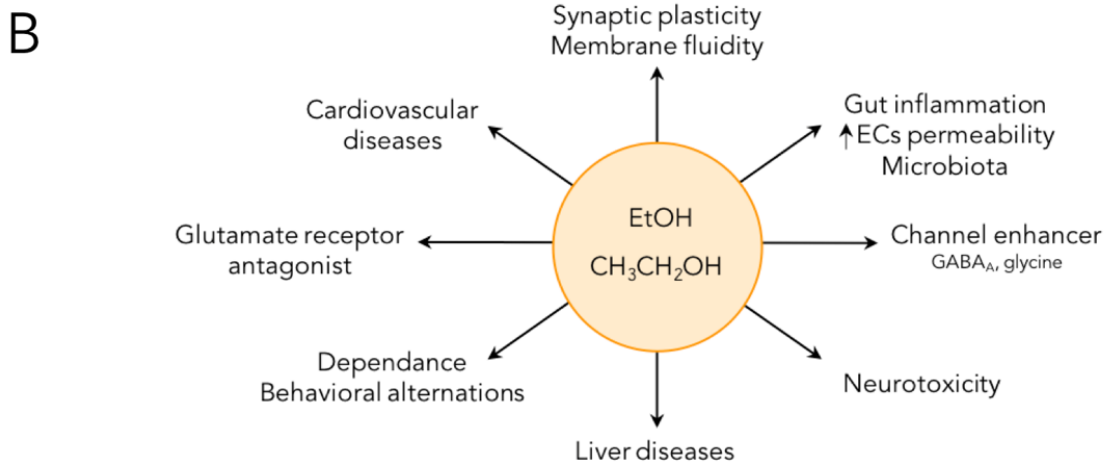 B
Synaptic plasticity
Membrane fluidity
Cardiovascular
diseases
Gut inflammation
↑ECs permeability
Microbiota
EtOH
CH₃CH₂OH
Glutamate receptor
antagonist
Channel enhancer
GABA_A, glycine
Dependance
Behavioral alternations
Neurotoxicity
Liver diseases